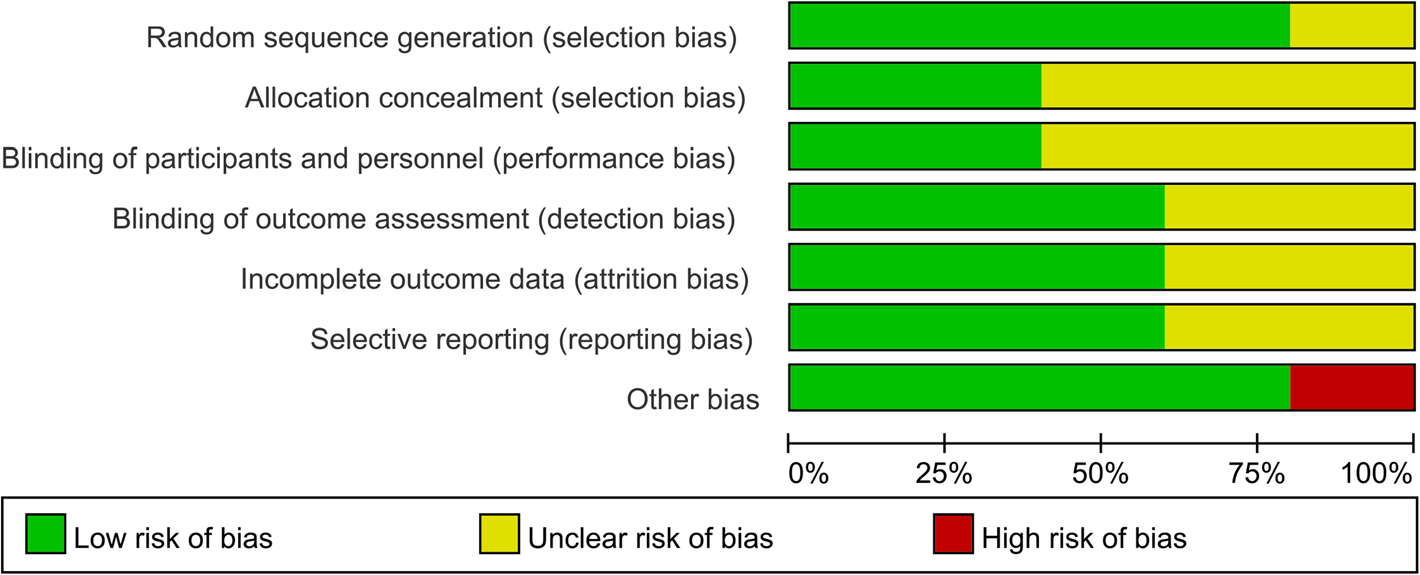 Random sequence generation (selection bias)
Allocation concealment (selection bias)
Blinding of participants and personnel (performance bias)
Blinding of outcome assessment (detection bias)
Incomplete outcome data (attrition bias)
Selective reporting (reporting bias)
Other bias
0% 25% 50% 75% 100%
Low risk of bias Unclear risk of bias High risk of bias